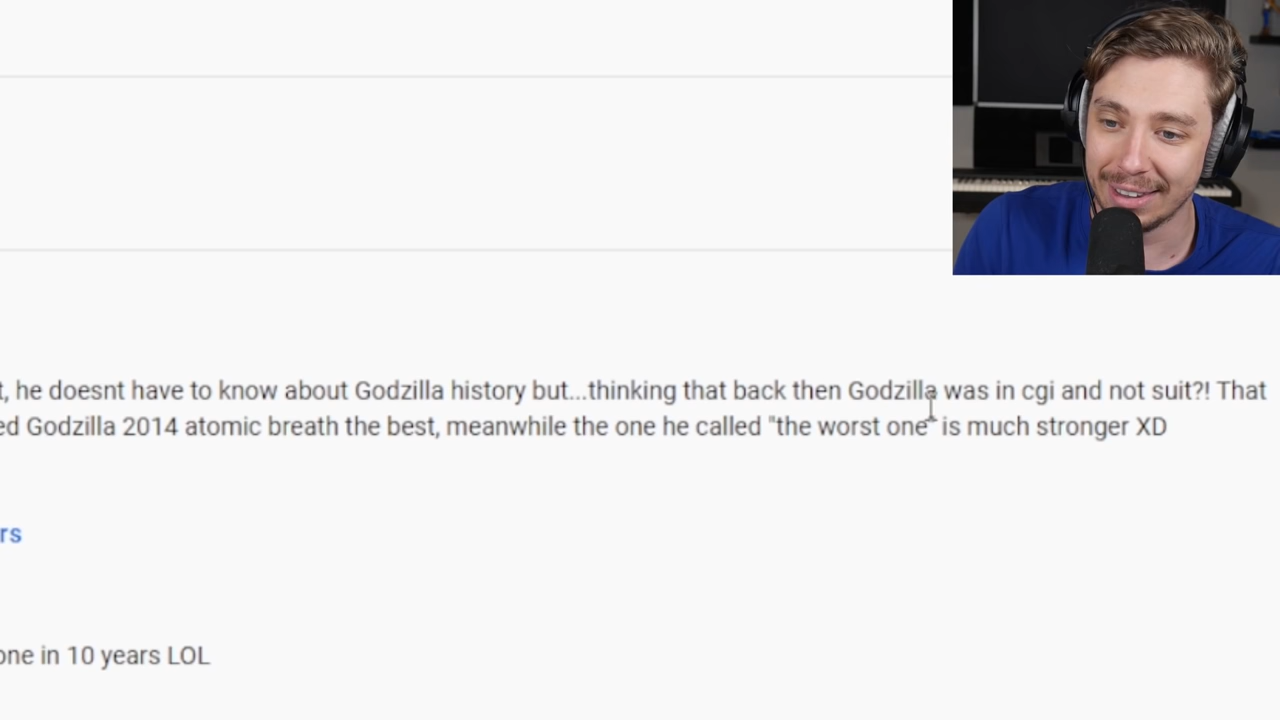 t, he doesnt have to know about Godzilla history but...thinking that back then Godzilla was in cgi and not suit?! That
ed Godzilla 2014 atomic breath the best, meanwhile the one he called "the worst one" is much stronger XD
rs
one in 10 years LOL